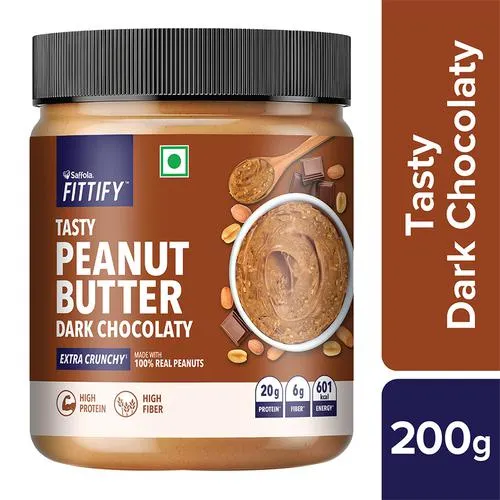 Saffola.
FITTIFY™
TASTY
PEANUT
BUTTER
DARK CHOCOLATY
EXTRA CRUNCHY
MADE WITH
100% REAL PEANUTS
HIGH
PROTEIN
HIGH
FIBER
20g
PROTEIN*
6g
FIBER*
601
kcal
ENERGY*
Tasty
Dark Chocolaty
200g